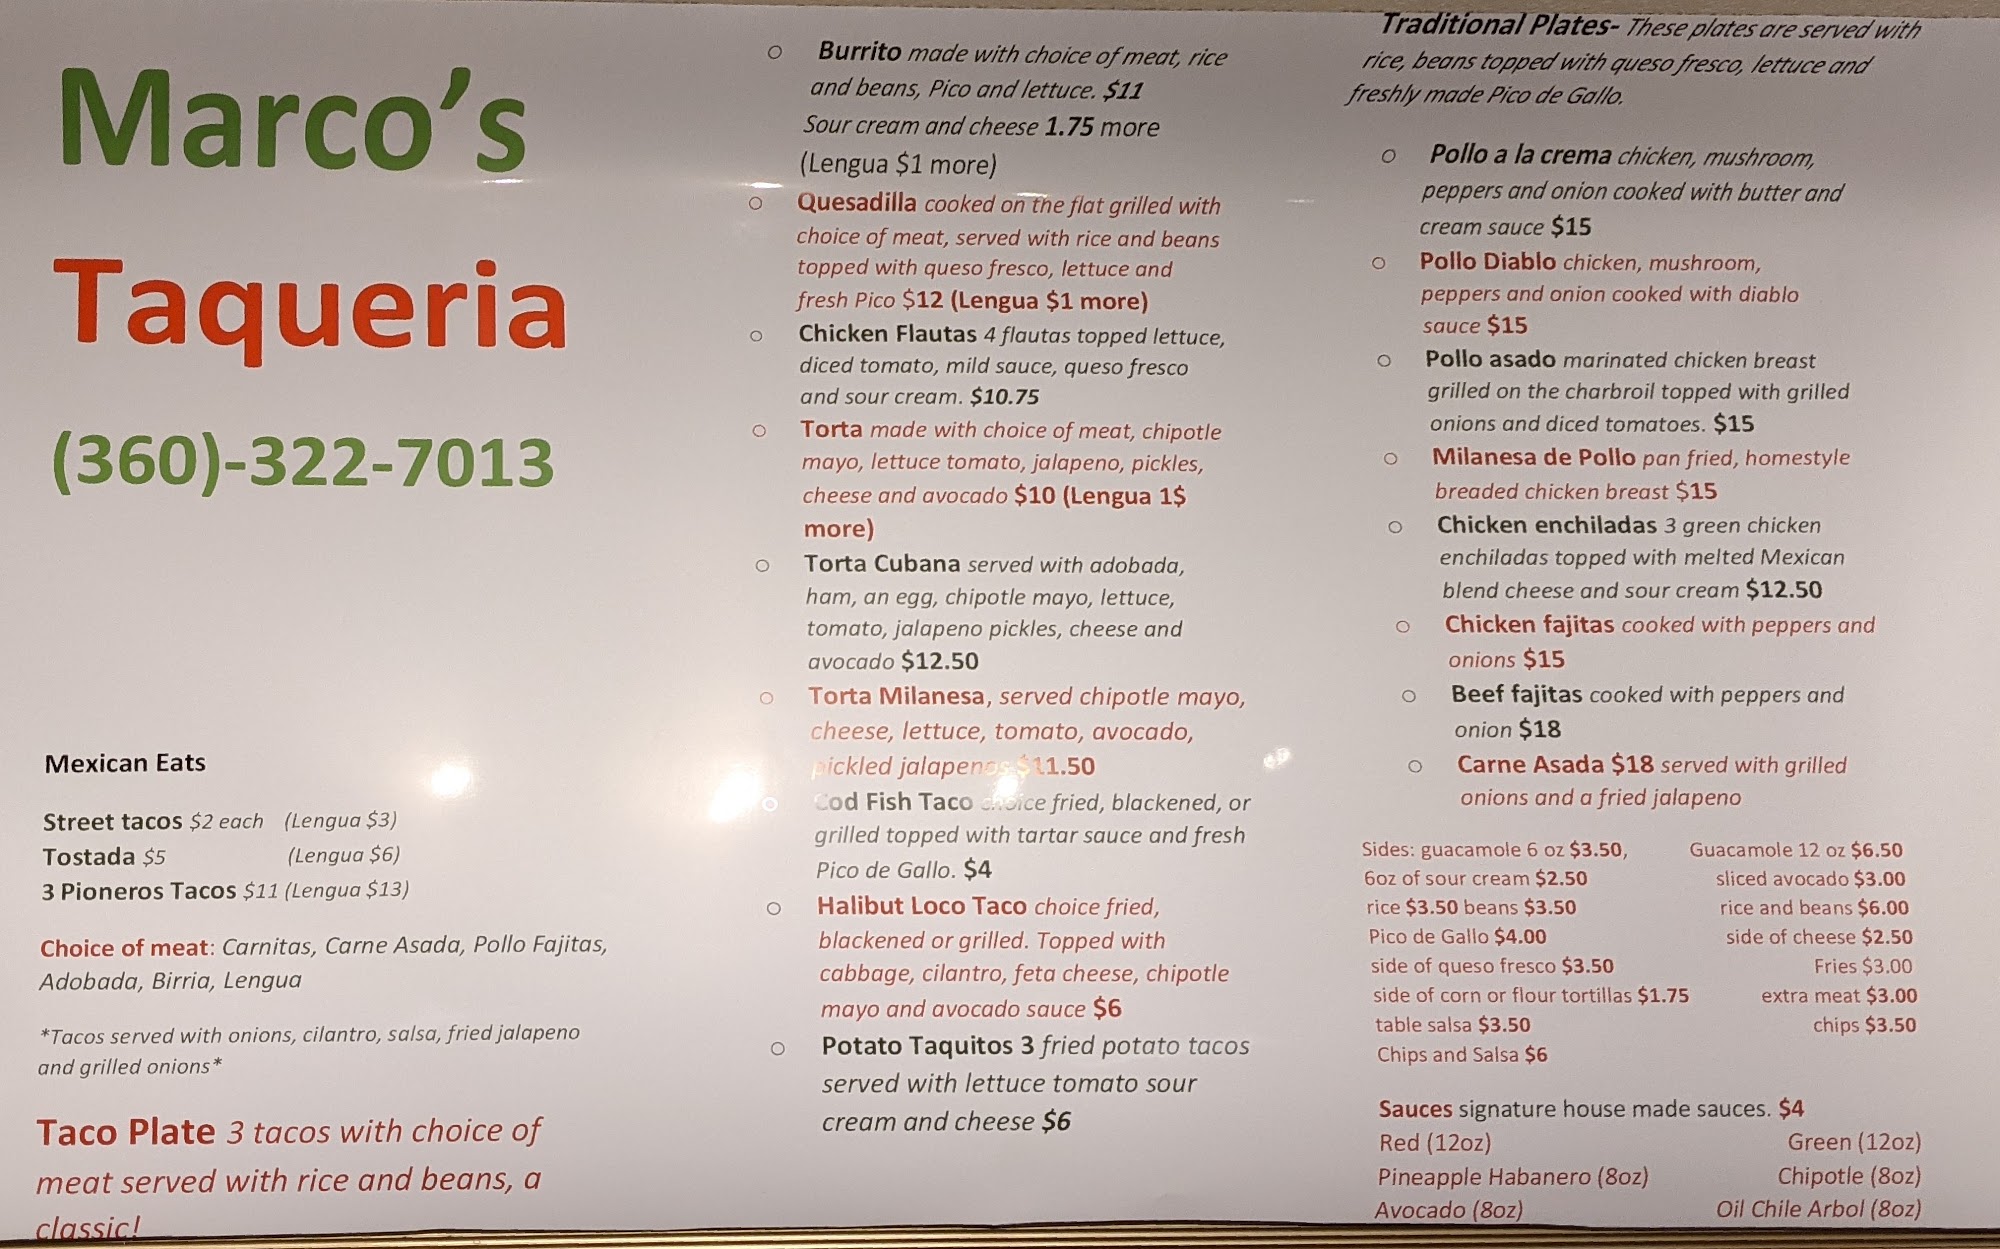 Marco's
Taqueria
(360)-322-7013
Mexican Eats
Street tacos $2 each (Lengua $3)
Tostada $5 (Lengua $6)
3 Pioneros Tacos $11 (Lengua $13)
Choice of meat: Carnitas, Carne Asada, Pollo Fajitas,
Adobada, Birria, Lengua
*Tacos served with onions, cilantro, salsa, fried jalapeno
and grilled onions*
Taco Plate 3 tacos with choice of
meat served with rice and beans, a
classic!
Burrito made with choice of meat, rice
and beans, Pico and lettuce. $11
Sour cream and cheese 1.75 more
(Lengua $1 more)
Quesadilla cooked on the flat grilled with
choice of meat, served with rice and beans
topped with queso fresco, lettuce and
fresh Pico $12 (Lengua $1 more)
Chicken Flautas 4 flautas topped lettuce,
diced tomato, mild sauce, queso fresco
and sour cream. $10.75
Torta made with choice of meat, chipotle
mayo, lettuce tomato, jalapeno, pickles,
cheese and avocado $10 (Lengua 1$
more)
Torta Cubana served with adobada,
ham, an egg, chipotle mayo, lettuce,
tomato, jalapeno pickles, cheese and
avocado $12.50
Torta Milanesa, served chipotle mayo,
cheese, lettuce, tomato, avocado,
pickled jalapenos $11.50
Cod Fish Taco choice fried, blackened, or
grilled topped with tartar sauce and fresh
Pico de Gallo. $4
Halibut Loco Taco choice fried,
blackened or grilled. Topped with
cabbage, cilantro, feta cheese, chipotle
mayo and avocado sauce $6
Potato Taquitos 3 fried potato tacos
served with lettuce tomato sour
cream and cheese $6
Traditional Plates- These plates are served with
rice, beans topped with queso fresco, lettuce and
freshly made Pico de Gallo.
Pollo a la crema chicken, mushroom,
peppers and onion cooked with butter and
cream sauce $15
Pollo Diablo chicken, mushroom,
peppers and onion cooked with diablo
sauce $15
Pollo asado marinated chicken breast
grilled on the charbroil topped with grilled
onions and diced tomatoes. $15
Milanesa de Pollo pan fried, homestyle
breaded chicken breast $15
Chicken enchiladas 3 green chicken
enchiladas topped with melted Mexican
blend cheese and sour cream $12.50
Chicken fajitas cooked with peppers and
onions $15
Beef fajitas cooked with peppers and
onion $18
Carne Asada $18 served with grilled
onions and a fried jalapeno
Sides: guacamole 6 oz $3.50, Guacamole 12 oz $6.50
6oz of sour cream $2.50 sliced avocado $3.00
rice $3.50 beans $3.50 rice and beans $6.00
Pico de Gallo $4.00 side of cheese $2.50
side of queso fresco $3.50 Fries $3.00
side of corn or flour tortillas $1.75 extra meat $3.00
table salsa $3.50 chips $3.50
Chips and Salsa $6
Sauces signature house made sauces. $4
Red (12oz) Green (12oz)
Pineapple Habanero (8oz) Chipotle (8oz)
Avocado (8oz) Oil Chile Arbol (8oz)